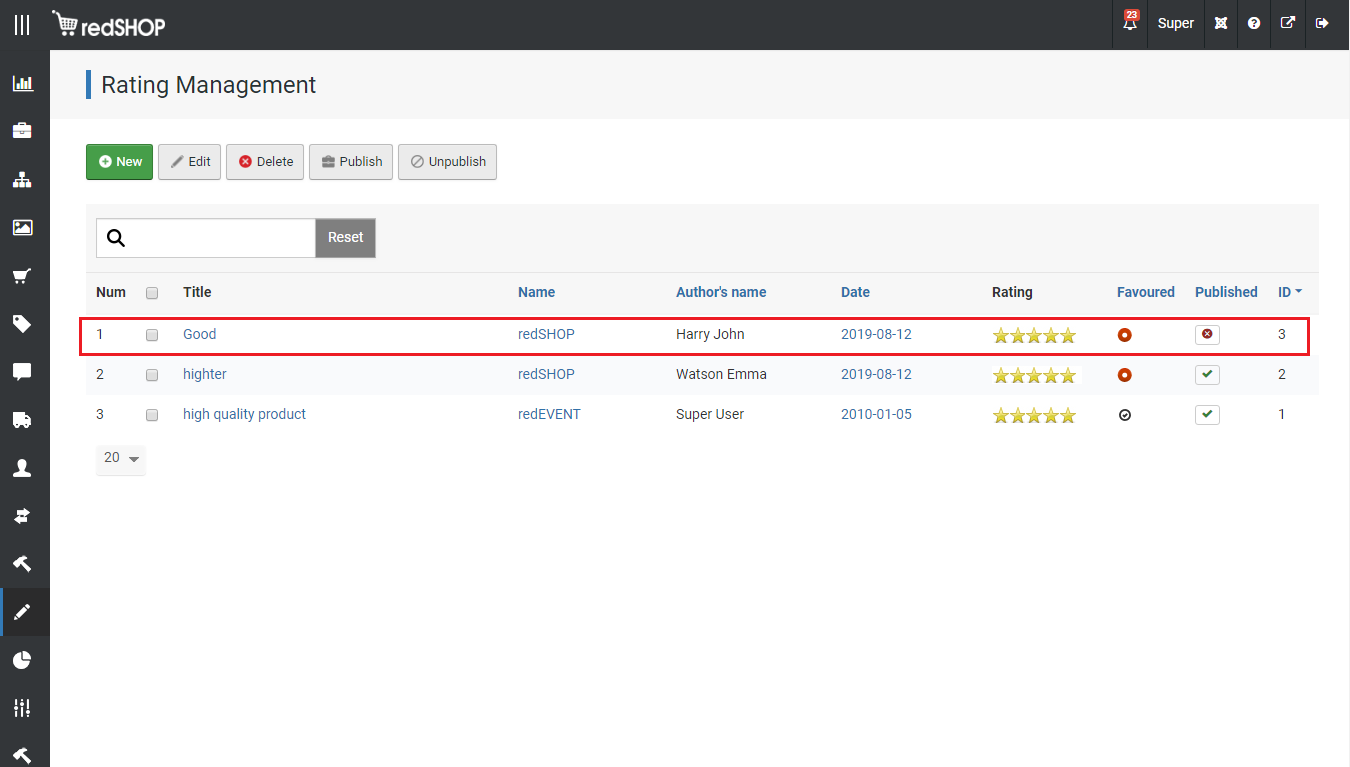 redSHOP 23 Super
Rating Management
New Edit Delete Publish Unpublish
Reset
Num Title Name Author's name Date Rating Favoured Published ID
1 Good redSHOP Harry John 2019-08-12 3
2 highter redSHOP Watson Emma 2019-08-12 2
3 high quality product redEVENT Super User 2010-01-05 1
20